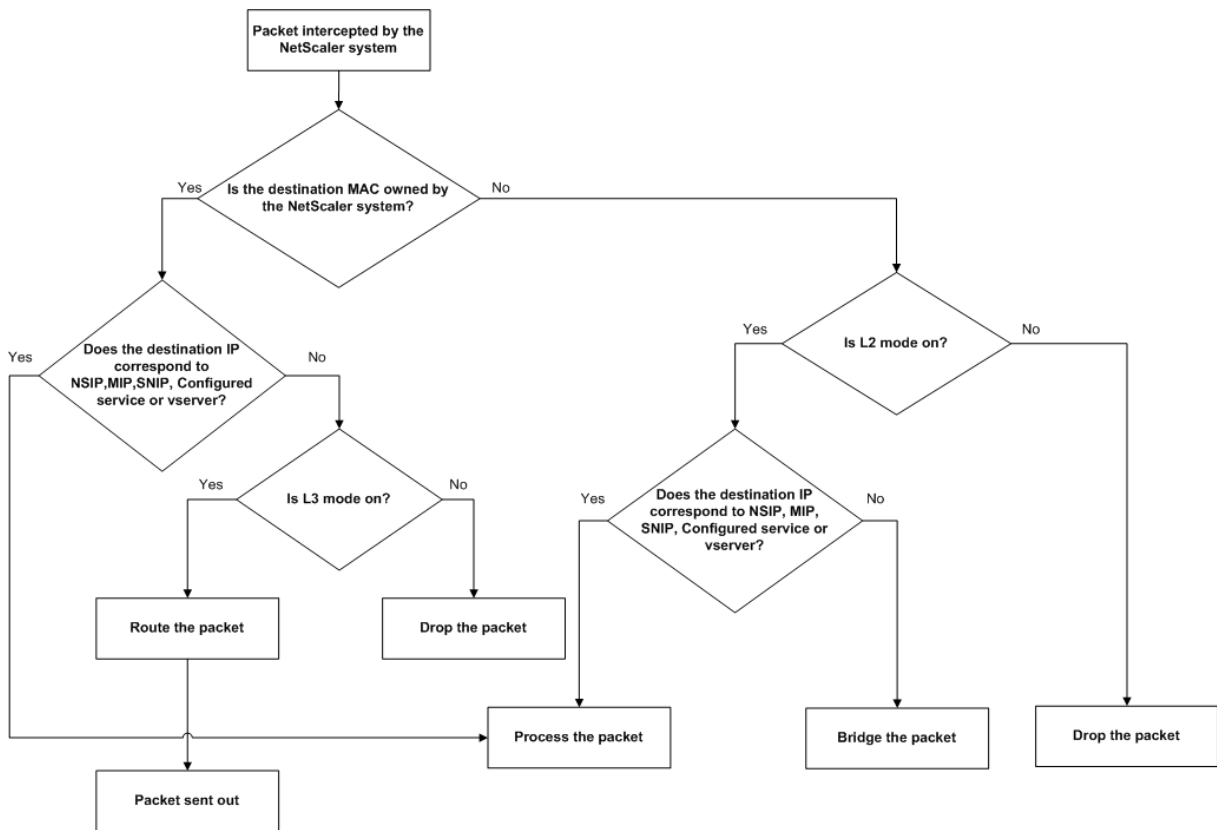 Packet intercepted by the
NetScaler system
Yes
Is the destination MAC owned by
the NetScaler system?
No
Yes
Does the destination IP
correspond to
NSIP,MIP,SNIP, Configured
service or vserver?
No
Yes
Is L2 mode on?
No
Yes
Is L3 mode on?
No
Yes
Does the destination IP
correspond to NSIP, MIP,
SNIP, Configured service or
vserver?
No
Route the packet
Drop the packet
Process the packet
Bridge the packet
Drop the packet
Packet sent out